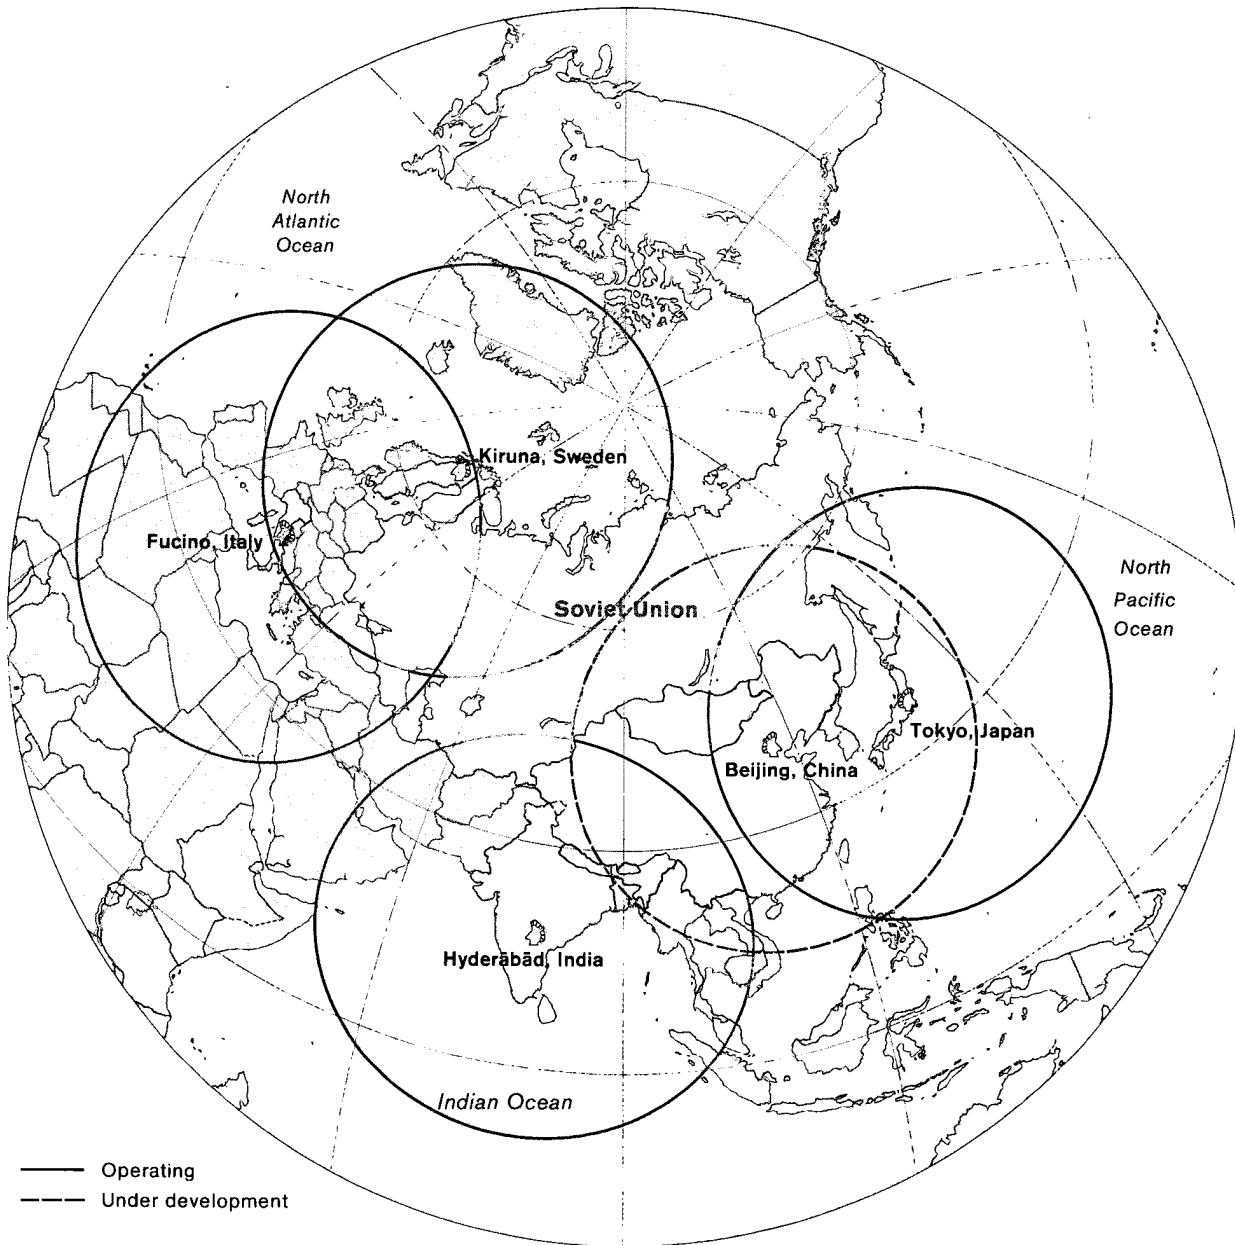 North
Atlantic
Ocean
Kiruna, Sweden
Fucino, Italy
Soviet Union
North
Pacific
Ocean
Tokyo, Japan
Beijing, China
Hyderābād, India
Indian Ocean
Operating
Under development